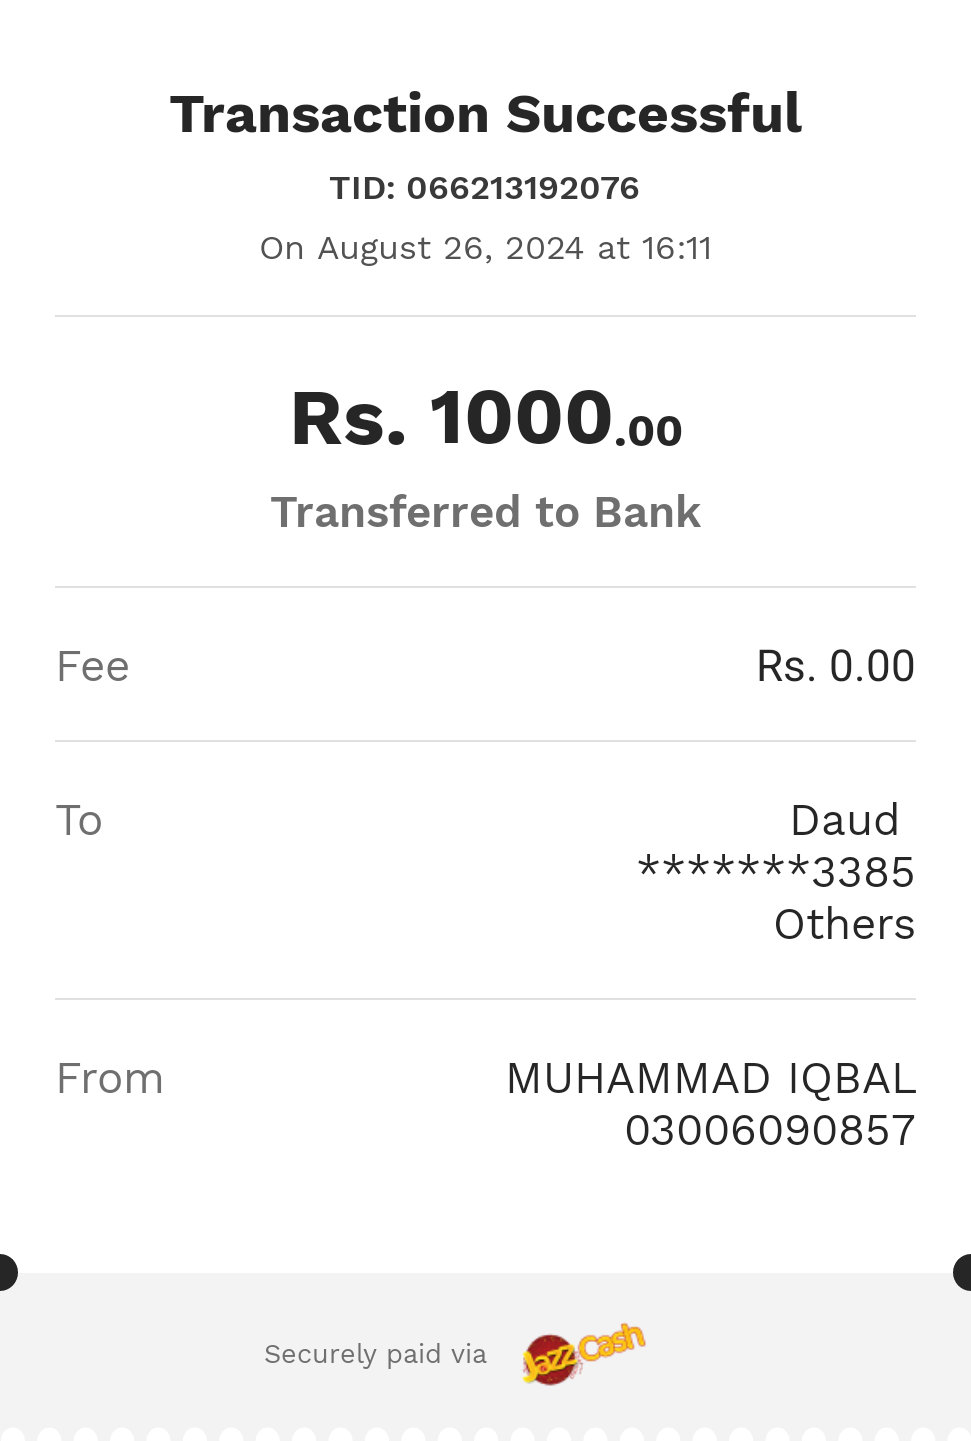 Transaction Successful
TID: 066213192076
On August 26, 2024 at 16:11
Rs. 1000.00
Transferred to Bank
Fee Rs. 0.00
To Daud
*******3385
Others
From MUHAMMAD IQBAL
03006090857
Securely paid via JazzCash